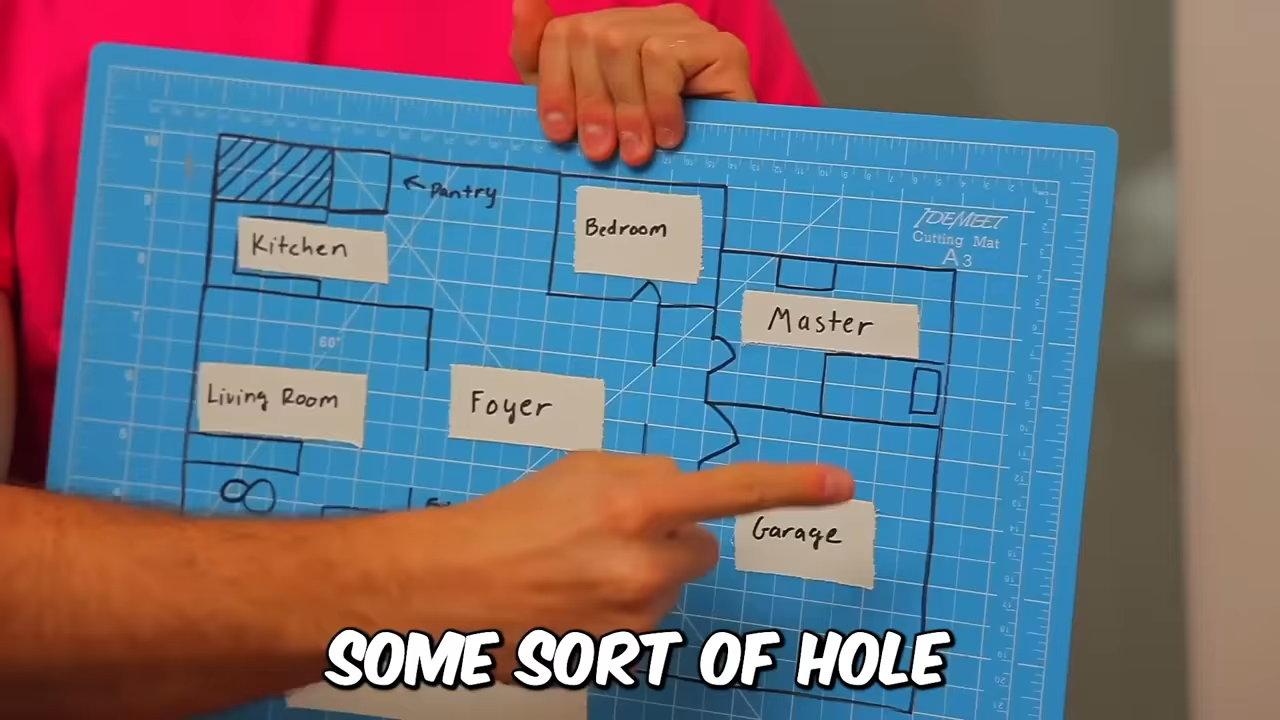 ← Pantry
Bedroom
IDEMEET
Cutting Mat
A3
Kitchen
60°
Master
Living Room
Foyer
Garage
SOME SORT OF HOLE